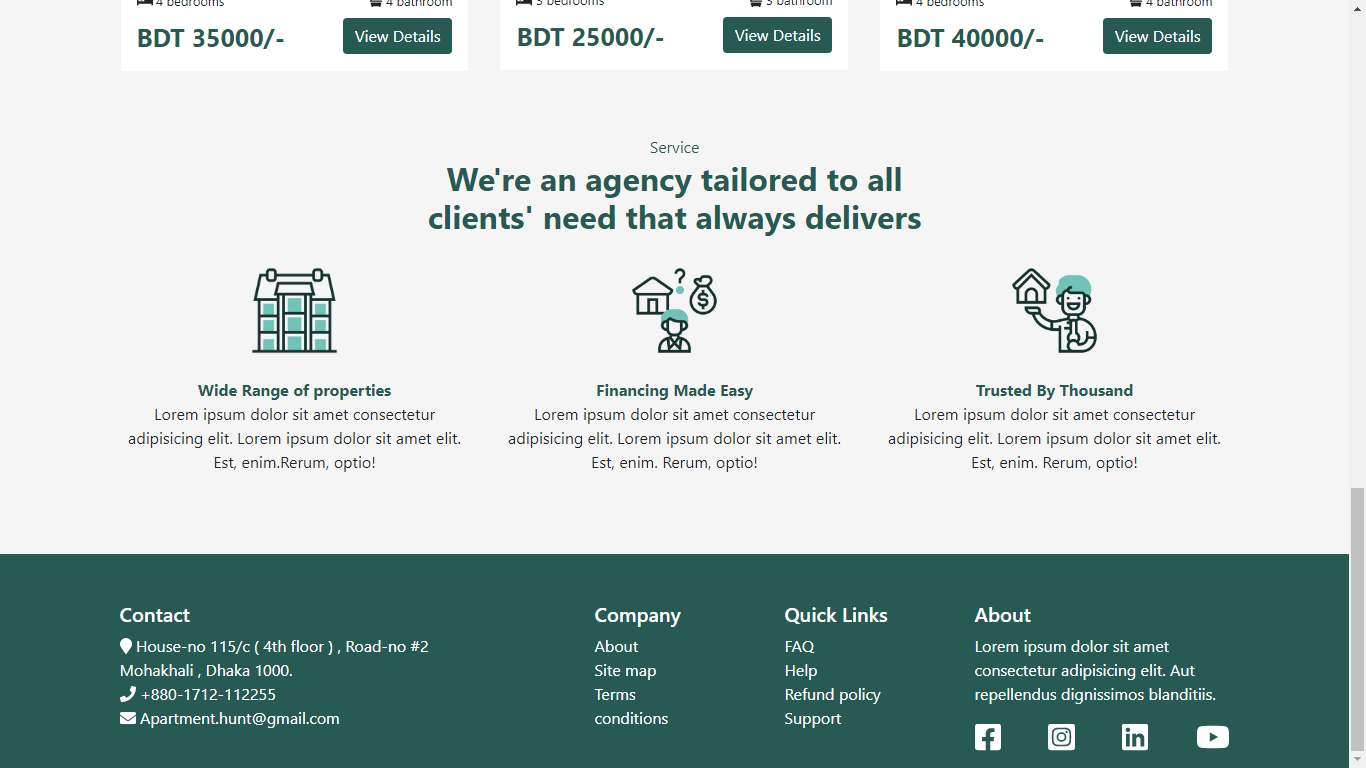 4 bedrooms 4 bathroom
3 bedrooms 3 bathroom
4 bedrooms 4 bathroom
BDT 35000/- View Details
BDT 25000/- View Details
BDT 40000/- View Details
Service
We're an agency tailored to all
clients' need that always delivers
Wide Range of properties
Lorem ipsum dolor sit amet consectetur
adipisicing elit. Lorem ipsum dolor sit amet elit.
Est, enim.Rerum, optio!
Financing Made Easy
Lorem ipsum dolor sit amet consectetur
adipisicing elit. Lorem ipsum dolor sit amet elit.
Est, enim. Rerum, optio!
Trusted By Thousand
Lorem ipsum dolor sit amet consectetur
adipisicing elit. Lorem ipsum dolor sit amet elit.
Est, enim. Rerum, optio!
Contact
House-no 115/c ( 4th floor ) , Road-no #2
Mohakhali , Dhaka 1000.
+880-1712-112255
Apartment.hunt@gmail.com
Company
About
Site map
Terms
conditions
Quick Links
FAQ
Help
Refund policy
Support
About
Lorem ipsum dolor sit amet
consectetur adipisicing elit. Aut
repellendus dignissimos blanditiis.